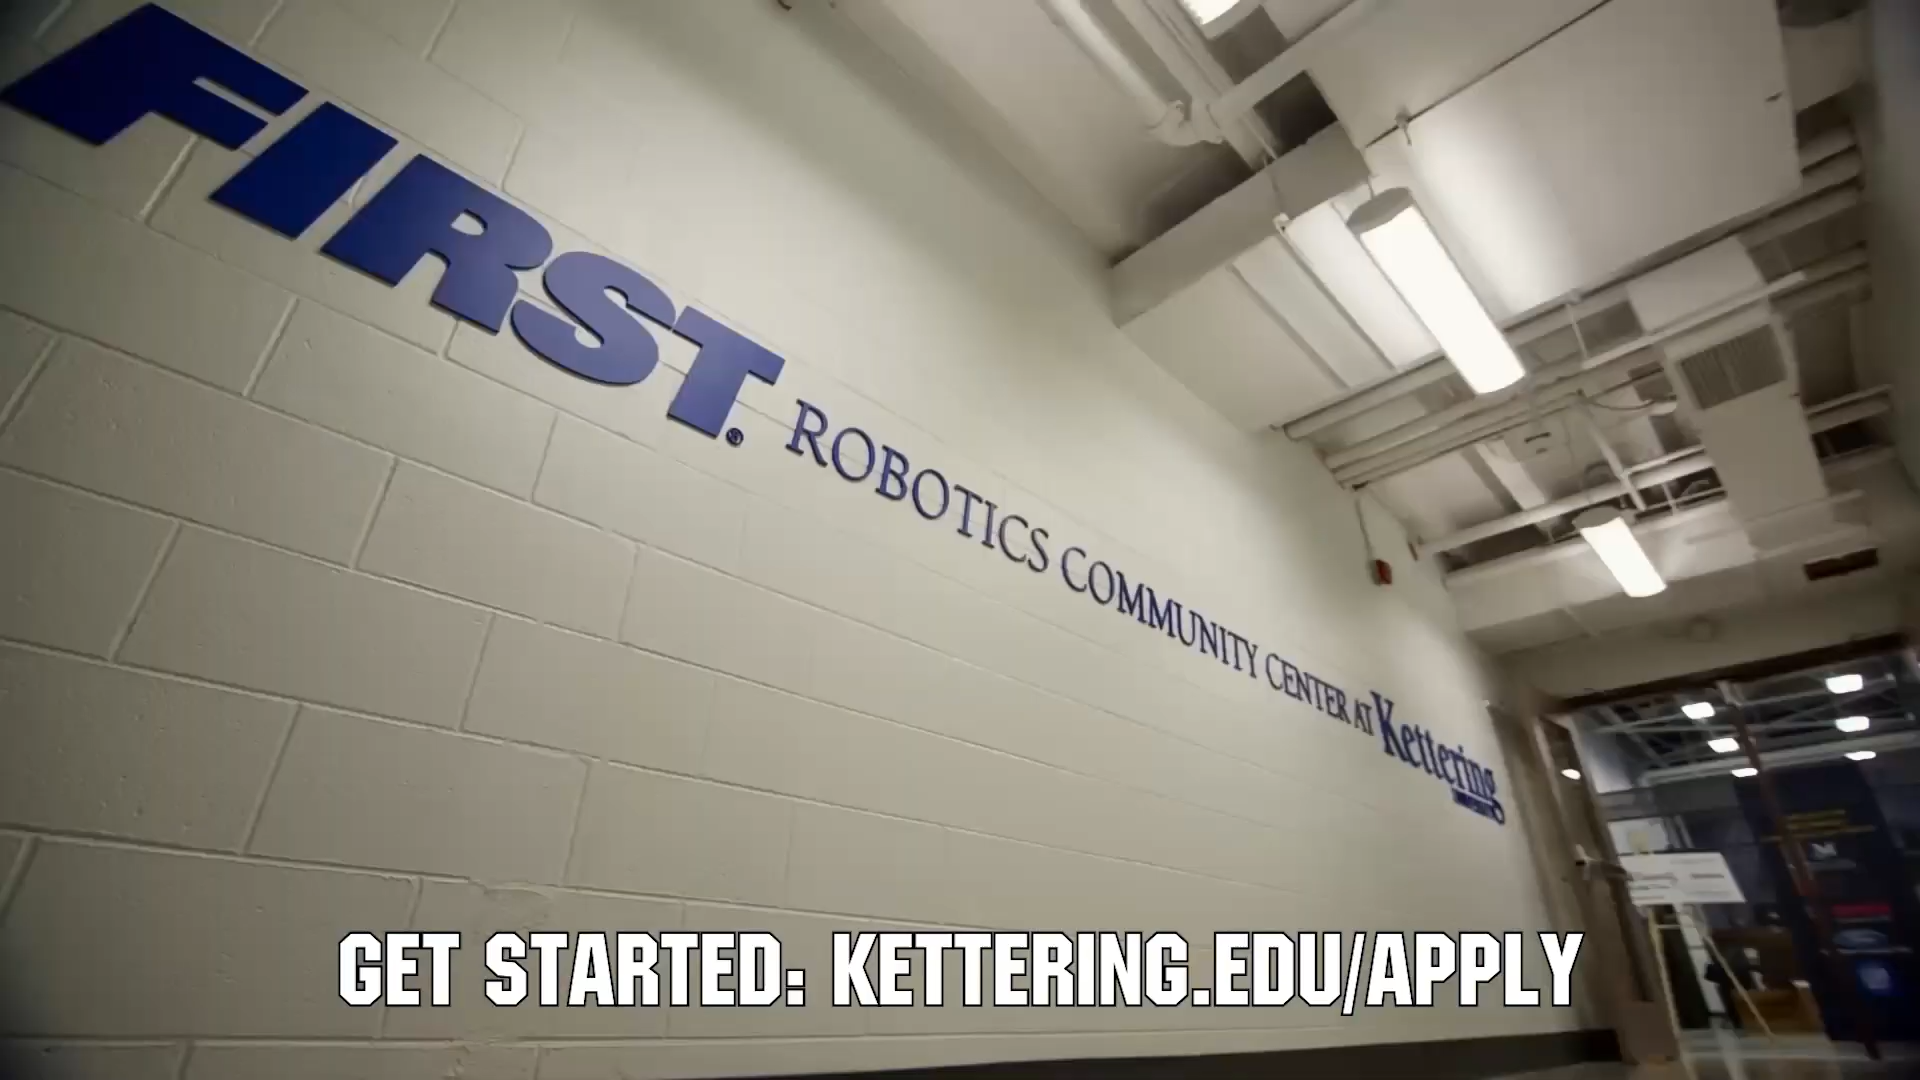 FIRST® ROBOTICS COMMUNITY CENTER AT Kettering
GET STARTED: KETTERING.EDU/APPLY